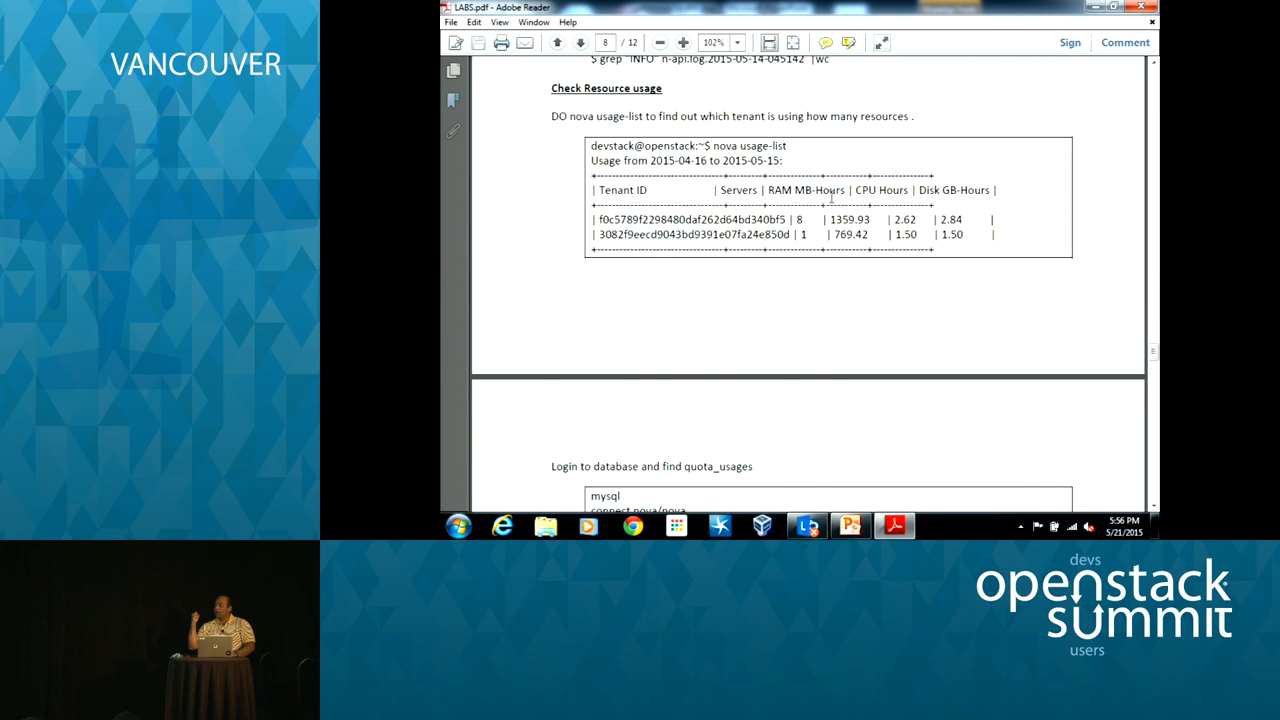 VANCOUVER
LABS.pdf - Adobe Reader
File Edit View Window Help
8 / 12 102% Sign Comment
$ grep "INFO" n-api.log.2015-05-14-045142 |wc
Check Resource usage
DO nova usage-list to find out which tenant is using how many resources .
devstack@openstack:~$ nova usage-list
Usage from 2015-04-16 to 2015-05-15:
| Tenant ID | Servers | RAM MB-Hours | CPU Hours | Disk GB-Hours |
| f0c5789f2298480daf262d64bd340bf5 | 8 | 1359.93 | 2.62 | 2.84 |
| 3082f9eecd9043bd9391e07fa24e850d | 1 | 769.42 | 1.50 | 1.50 |
Login to database and find quota_usages
mysql
connect nova/nova
5:56 PM
5/21/2015
devs
openstack
summit
users